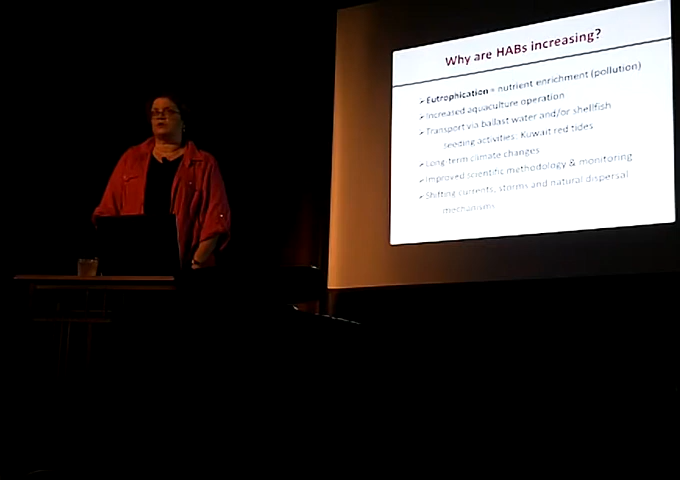 Why are HABs increasing?
Eutrophication = nutrient enrichment (pollution)
Increased aquaculture operation
Transport via ballast water and/or shellfish
seeding activities: Kuwait red tides
Long-term climate changes
Improved scientific methodology & monitoring
Shifting currents, storms and natural dispersal
mechanisms